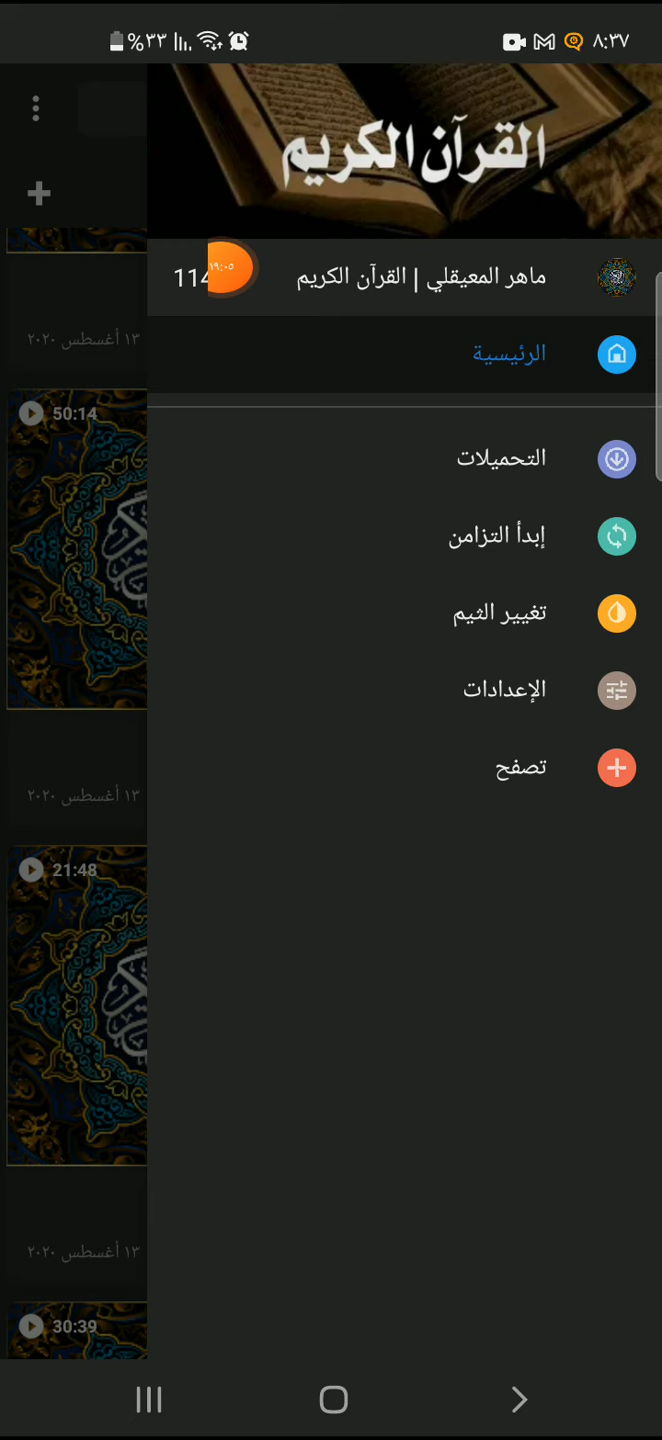 ٨:٣٧ %٣٣
القرآن الكريم
ماهر المعيقلي | القرآن الكريم 114
١٩:٠٥
الرئيسية
التحميلات
إبدأ التزامن
تغيير الثيم
الإعدادات
تصفح
١٣ أغسطس ٢٠٢٠
50:14
١٣ أغسطس ٢٠٢٠
21:48
١٣ أغسطس ٢٠٢٠
30:39